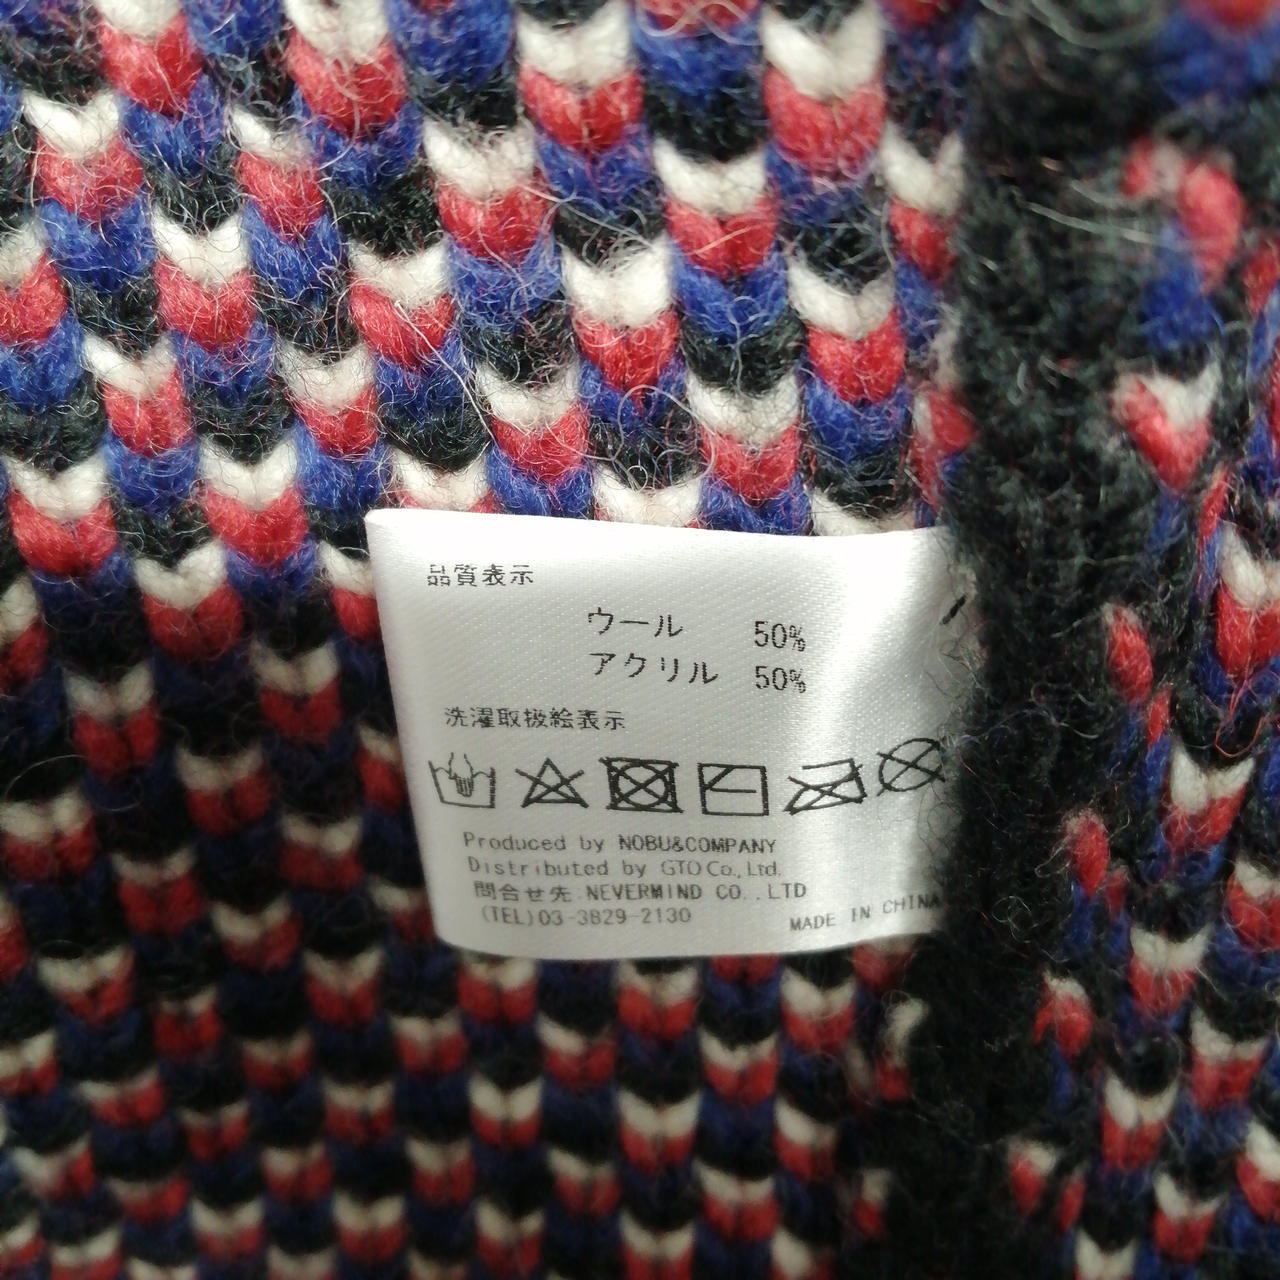 品質表示
ウール 50%
アクリル 50%
洗濯取扱絵表示
Produced by NOBU&COMPANY
Distributed by GTO Co., Ltd.
問合せ先:NEVERMIND CO.,LTD
(TEL)03-3829-2130
MADE IN CHINA